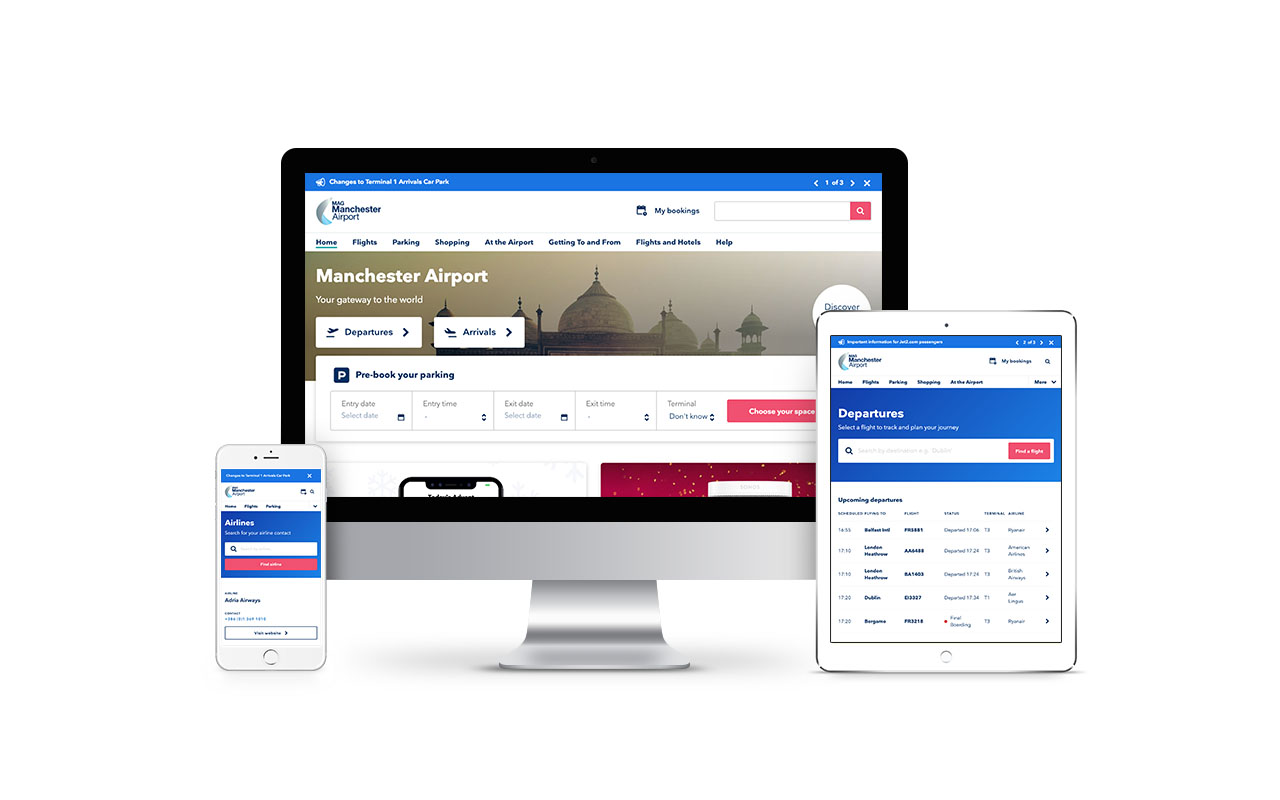 Changes to Terminal 1 Arrivals Car Park
1 of 3
MAG
Manchester
Airport
My bookings
Home Flights Parking Shopping At the Airport Getting To and From Flights and Hotels Help
Manchester Airport
Your gateway to the world
Discover
Departures
Arrivals
P Pre-book your parking
Entry date Entry time Exit date Exit time Terminal
Select date - Select date - Don't know
Choose your space
SONOS
Changes to Terminal 1 Arrivals Car Park
MAG
Manchester
Airport
Home Flights Parking
Airlines
Search for your airline contact
Find airline
AIRLINE
Adria Airways
CONTACT
Visit website
Important information for Jet2.com passengers
2 of 3
MAG
Manchester
Airport
My bookings
Home Flights Parking Shopping At the Airport More
Departures
Select a flight to track and plan your journey
Search by destination e.g. 'Dublin'
Find a flight
Upcoming departures
SCHEDULED FLYING TO FLIGHT STATUS TERMINAL AIRLINE
16:55 Belfast Intl FR5881 Departed 17:06 T3 Ryanair
17:10 London Heathrow AA6488 Departed 17:24 T3 American Airlines
17:10 London Heathrow BA1403 Departed 17:24 T3 British Airways
17:20 Dublin EI3327 Departed 17:34 T1 Aer Lingus
17:20 Bergamo FR3218 Final Boarding T3 Ryanair